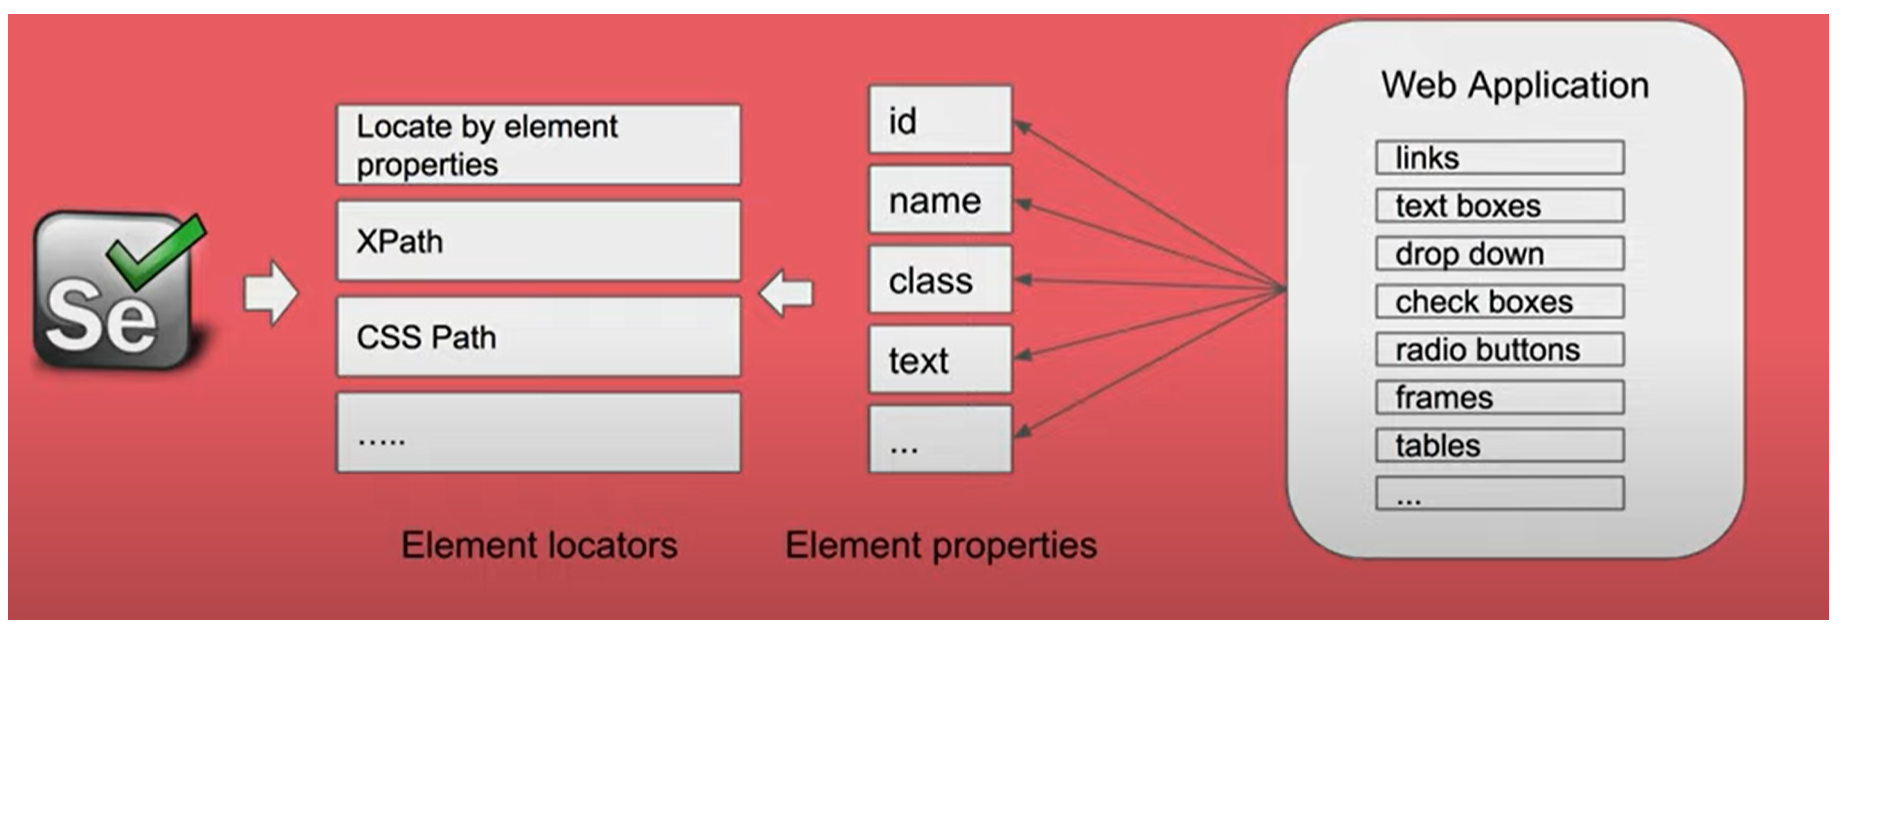 Se
Locate by element
properties
XPath
CSS Path
.....
Element locators
id
name
class
text
...
Element properties
Web Application
links
text boxes
drop down
check boxes
radio buttons
frames
tables
...